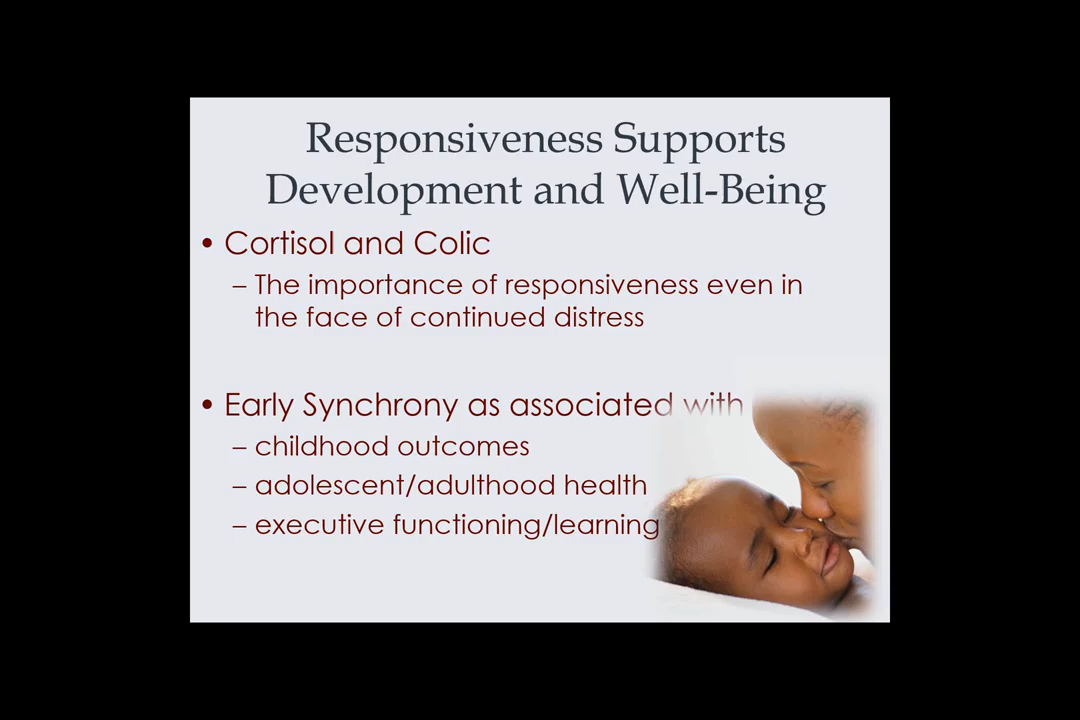 Responsiveness Supports
Development and Well-Being
• Cortisol and Colic
– The importance of responsiveness even in
the face of continued distress
• Early Synchrony as associated with
– childhood outcomes
– adolescent/adulthood health
– executive functioning/learning